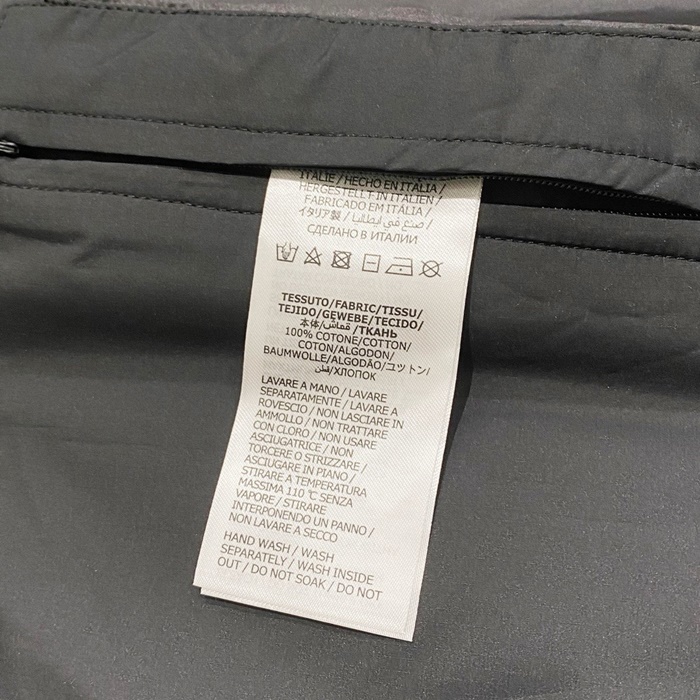 ITALIE / HECHO EN ITALIA /
HERGESTELLT IN ITALIEN /
FABRICADO EM ITÁLIA /
イタリア製 / صنع في ايطاليا /
СДЕЛАНО В ИТАЛИИ
TESSUTO/FABRIC/TISSU/
TEJIDO/GEWEBE/TECIDO/
本体/قماش/ТКАНЬ
100% COTONE/COTTON/
COTON/ALGODON/
BAUMWOLLE/ALGODÃO/コットン/
قطن/ХЛОПОК
LAVARE A MANO / LAVARE
SEPARATAMENTE / LAVARE A
ROVESCIO / NON LASCIARE IN
AMMOLLO / NON TRATTARE
CON CLORO / NON USARE
ASCIUGATRICE / NON
TORCERE O STRIZZARE /
ASCIUGARE IN PIANO /
STIRARE A TEMPERATURA
MASSIMA 110 ℃ SENZA
VAPORE / STIRARE
INTERPONENDO UN PANNO /
NON LAVARE A SECCO
HAND WASH / WASH
SEPARATELY / WASH INSIDE
OUT / DO NOT SOAK / DO NOT